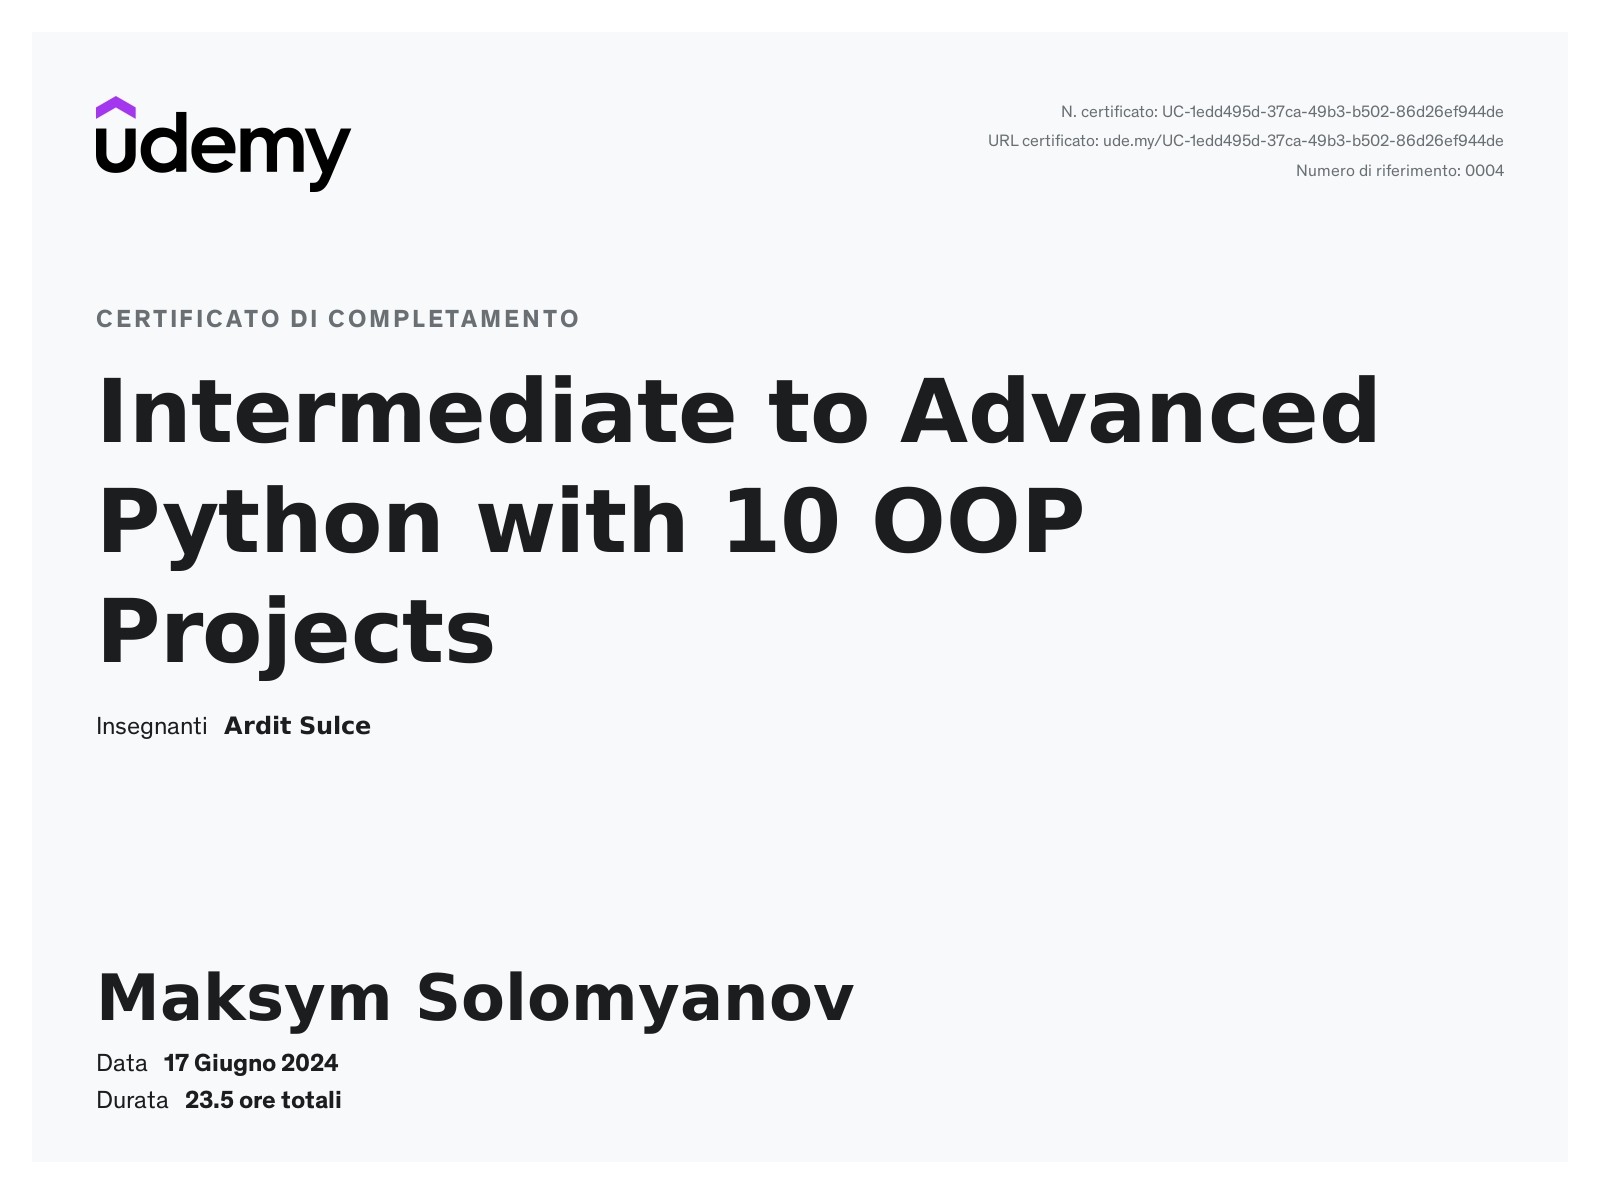 udemy
N. certificato: UC-1edd495d-37ca-49b3-b502-86d26ef944de
URL certificato: ude.my/UC-1edd495d-37ca-49b3-b502-86d26ef944de
Numero di riferimento: 0004
CERTIFICATO DI COMPLETAMENTO
Intermediate to Advanced
Python with 10 OOP
Projects
Insegnanti Ardit Sulce
Maksym Solomyanov
Data 17 Giugno 2024
Durata 23.5 ore totali